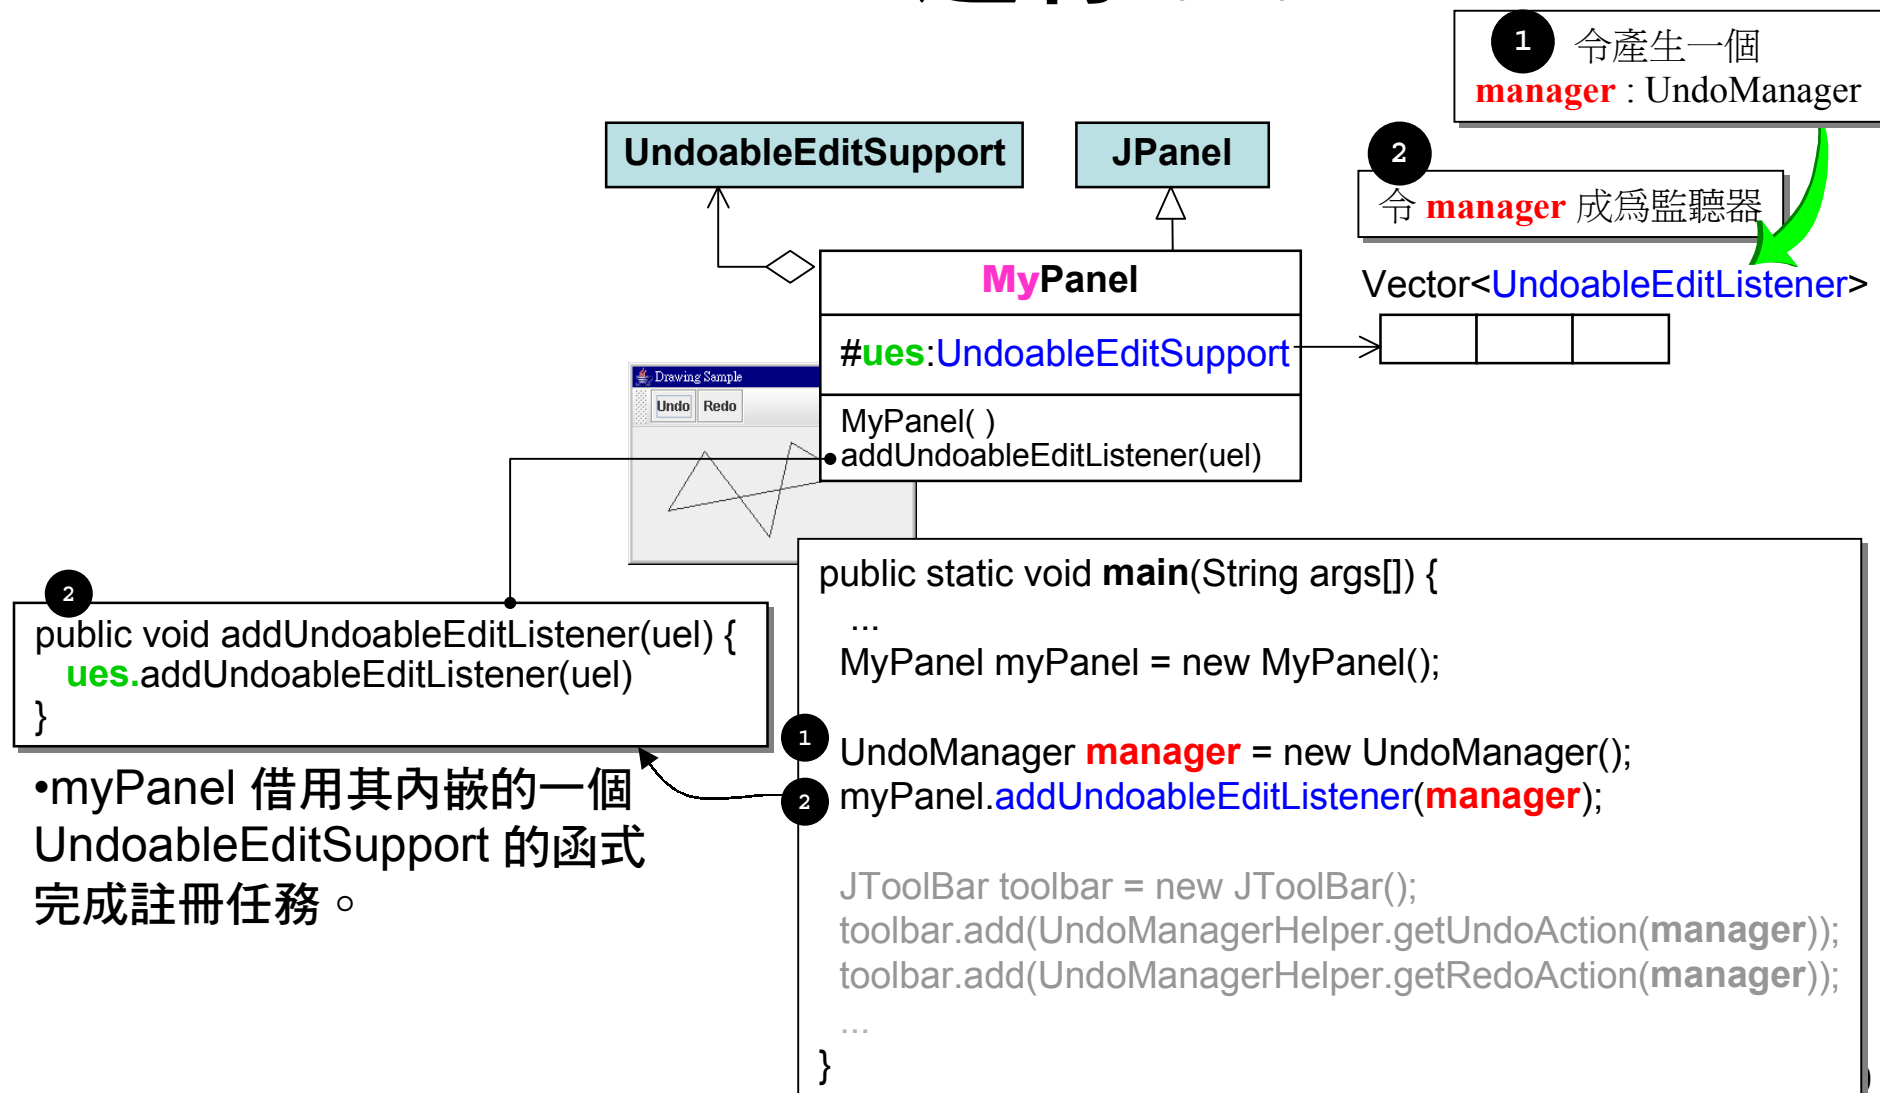 1 令產生一個
manager : UndoManager
UndoableEditSupport
JPanel
2
令 manager 成為監聽器
MyPanel
Vector<UndoableEditListener>
#ues:UndoableEditSupport
Drawing Sample
Undo Redo
MyPanel( )
addUndoableEditListener(uel)
2
public void addUndoableEditListener(uel) {
ues.addUndoableEditListener(uel)
}
•myPanel 借用其內嵌的一個
UndoableEditSupport 的函式
完成註冊任務。
public static void main(String args[]) {
...
MyPanel myPanel = new MyPanel();
1 UndoManager manager = new UndoManager();
2 myPanel.addUndoableEditListener(manager);
JToolBar toolbar = new JToolBar();
toolbar.add(UndoManagerHelper.getUndoAction(manager));
toolbar.add(UndoManagerHelper.getRedoAction(manager));
...
}